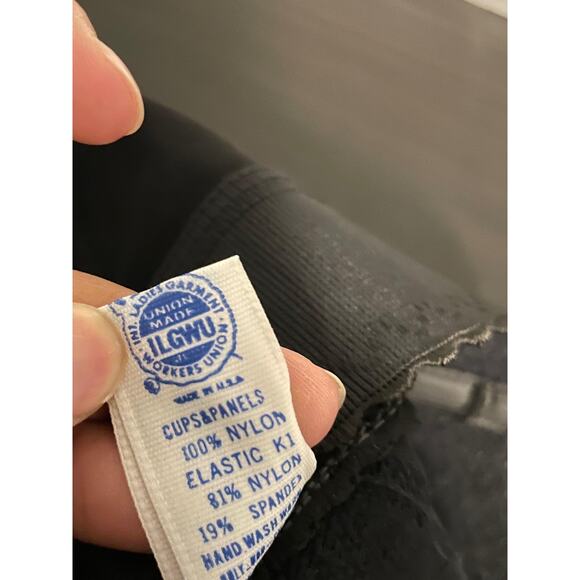 INT'L LADIES GARMENT
WORKERS UNION
UNION
MADE
ILGWU
®
MADE IN U.S.A
CUPS&PANELS
100% NYLON
ELASTIC K
81% NYLON
19% SPANDEX
HAND WASH